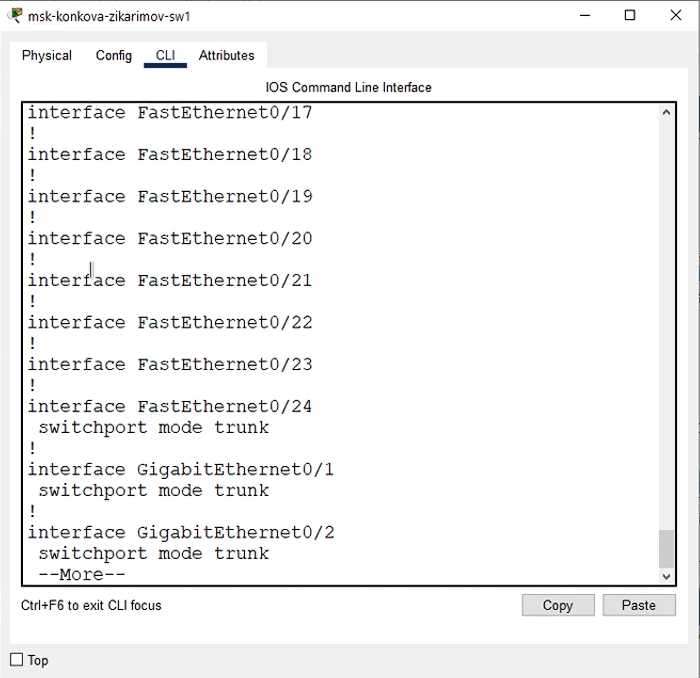 msk-konkova-zikarimov-sw1
Physical Config CLI Attributes
IOS Command Line Interface
interface FastEthernet0/17
!
interface FastEthernet0/18
!
interface FastEthernet0/19
!
interface FastEthernet0/20
!
interface FastEthernet0/21
!
interface FastEthernet0/22
!
interface FastEthernet0/23
!
interface FastEthernet0/24
 switchport mode trunk
!
interface GigabitEthernet0/1
 switchport mode trunk
!
interface GigabitEthernet0/2
 switchport mode trunk
 --More--
Ctrl+F6 to exit CLI focus Copy Paste
Top